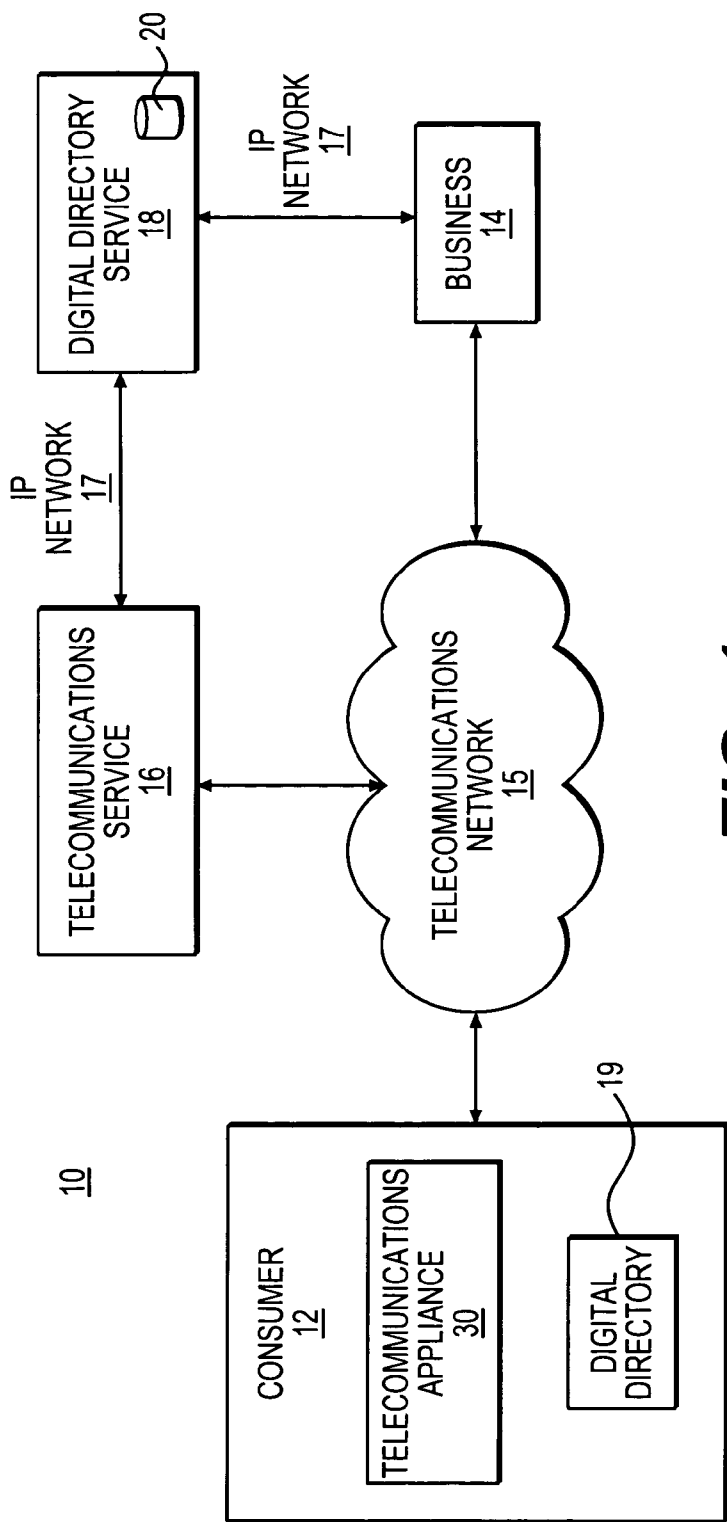 10
CONSUMER
12
TELECOMMUNICATIONS
APPLIANCE
30
DIGITAL
DIRECTORY
19
TELECOMMUNICATIONS
SERVICE
16
IP
NETWORK
17
DIGITAL DIRECTORY
SERVICE
18
20
TELECOMMUNICATIONS
NETWORK
15
IP
NETWORK
17
BUSINESS
14